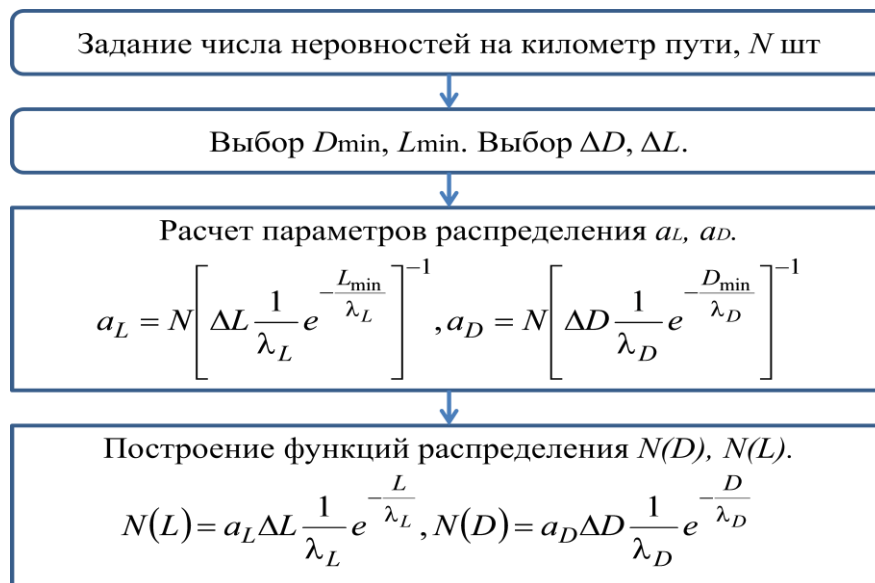 Задание числа неровностей на километр пути, N шт
Выбор Dmin, Lmin. Выбор ΔD, ΔL.
Расчет параметров распределения aL, aD.
a_L = N[ΔL 1/λ_L e^{-L_min/λ_L}]^{-1}, a_D = N[ΔD 1/λ_D e^{-D_min/λ_D}]^{-1}
Построение функций распределения N(D), N(L).
N(L) = a_L ΔL 1/λ_L e^{-L/λ_L}, N(D) = a_D ΔD 1/λ_D e^{-D/λ_D}